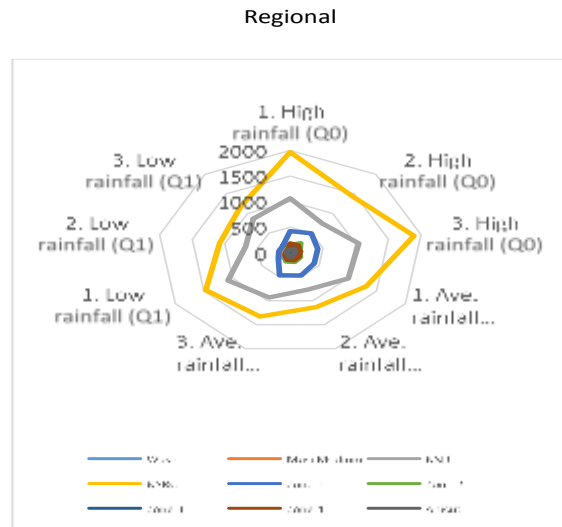 Regional
1. High
rainfall (Q0)
2. High
rainfall (Q0)
3. High
rainfall (Q0)
1. Ave.
rainfall...
2. Ave.
rainfall...
3. Ave.
rainfall...
1. Low
rainfall (Q1)
2. Low
rainfall (Q1)
3. Low
rainfall (Q1)
2000
1500
1000
500
0